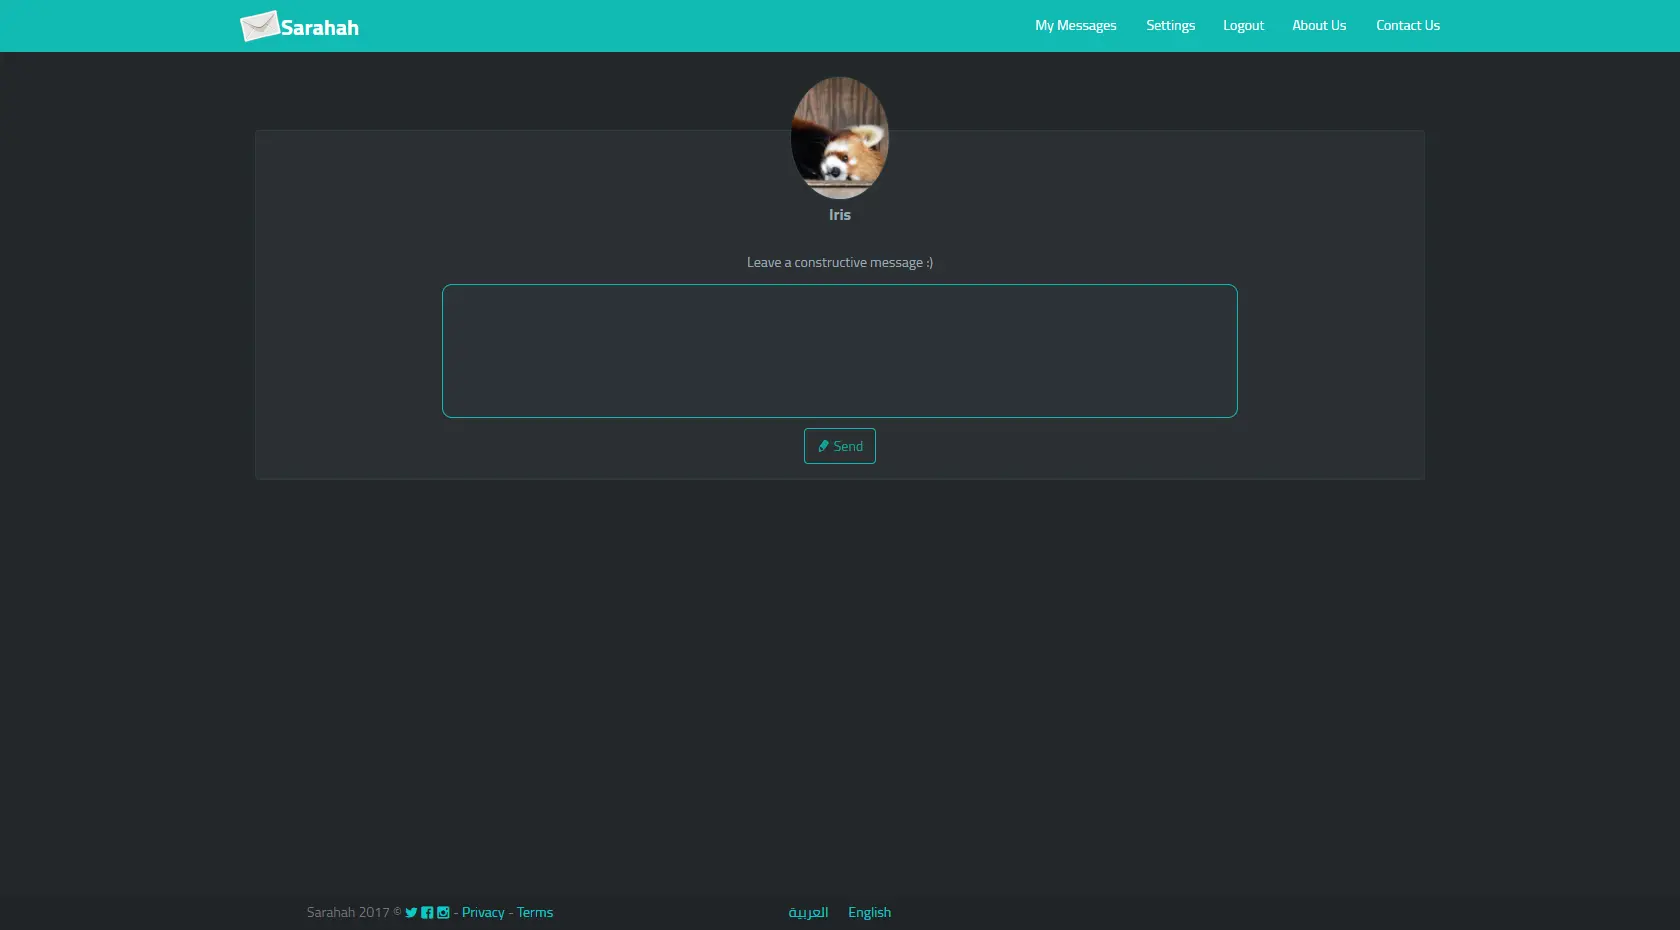 Sarahah
My Messages Settings Logout About Us Contact Us
Iris
Leave a constructive message :)
Send
Sarahah 2017 © - Privacy - Terms
العربية English